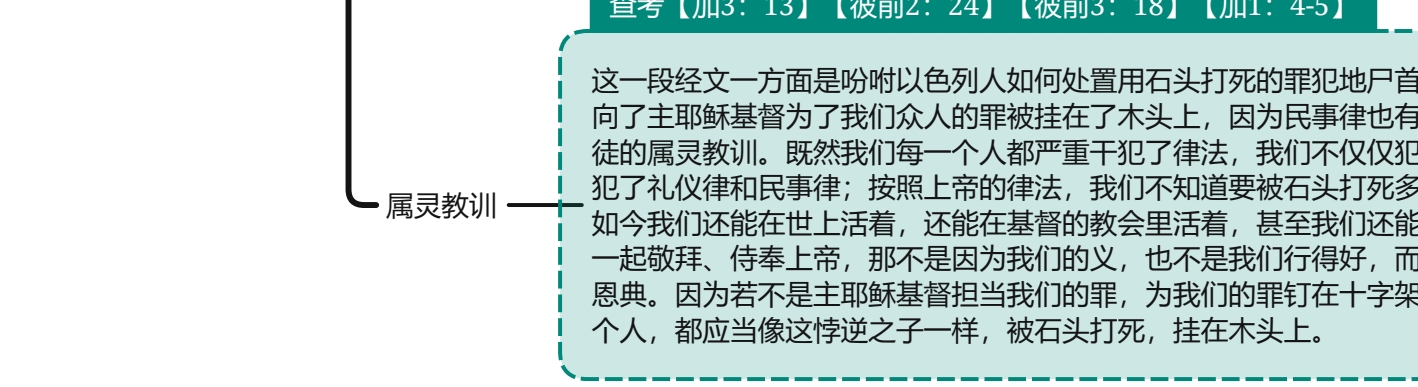 查考【加3：13】【彼前2：24】【彼前3：18】【加1：4-5】
这一段经文一方面是吩咐以色列人如何处置用石头打死的罪犯地尸首
向了主耶稣基督为了我们众人的罪被挂在了木头上，因为民事律也有
徒的属灵教训。既然我们每一个人都严重干犯了律法，我们不仅仅犯
犯了礼仪律和民事律；按照上帝的律法，我们不知道要被石头打死多
属灵教训
如今我们还能在世上活着，还能在基督的教会里活着，甚至我们还能
一起敬拜、侍奉上帝，那不是因为我们的义，也不是我们行得好，而
恩典。因为若不是主耶稣基督担当我们的罪，为我们的罪钉在十字架
个人，都应当像这悖逆之子一样，被石头打死，挂在木头上。